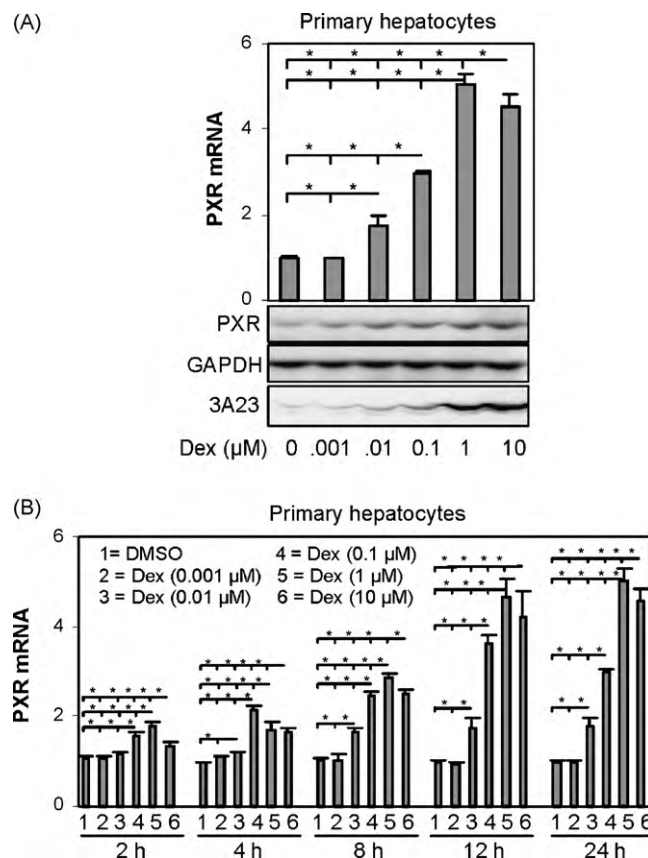 (A)
Primary hepatocytes
6
* * * * *
* * * *
4
* * *
* *
2
0
PXR mRNA
PXR
GAPDH
3A23
Dex (µM) 0 .001 .01 0.1 1 10
(B)
Primary hepatocytes
6
4
2
0
PXR mRNA
1= DMSO
2 = Dex (0.001 µM)
3 = Dex (0.01 µM)
4 = Dex (0.1 µM)
5 = Dex (1 µM)
6 = Dex (10 µM)
* * * * *
* * * * *
* * * *
* * * * *
* * * *
* * * *
* *
* * * * *
* * * *
* * * *
* *
* * * * *
* * * *
* * *
* *
* * * * *
* * * *
* * *
* *
1 2 3 4 5 6 1 2 3 4 5 6 1 2 3 4 5 6 1 2 3 4 5 6 1 2 3 4 5 6
2 h 4 h 8 h 12 h 24 h